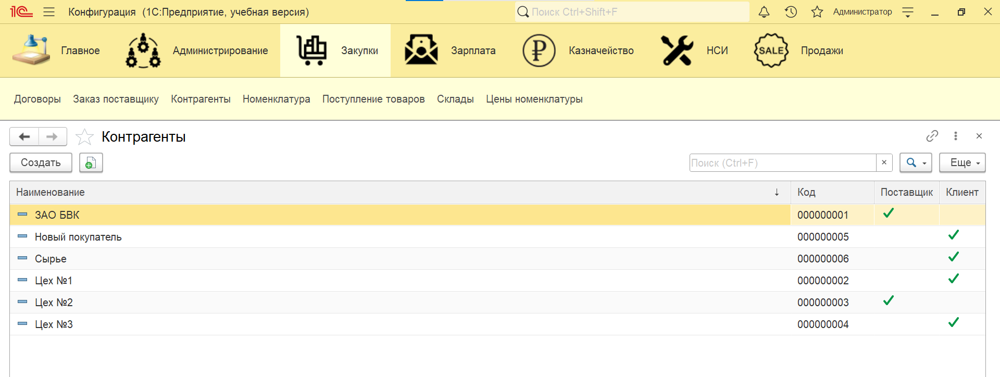 1С Конфигурация (1С:Предприятие, учебная версия) Поиск Ctrl+Shift+F Администратор
Главное Администрирование Закупки Зарплата Казначейство НСИ SALE Продажи
Договоры Заказ поставщику Контрагенты Номенклатура Поступление товаров Склады Цены номенклатуры
Контрагенты
Создать Поиск (Ctrl+F) × Еще
Наименование ↓ Код Поставщик Клиент
ЗАО БВК 000000001
Новый покупатель 000000005
Сырье 000000006
Цех №1 000000002
Цех №2 000000003
Цех №3 000000004